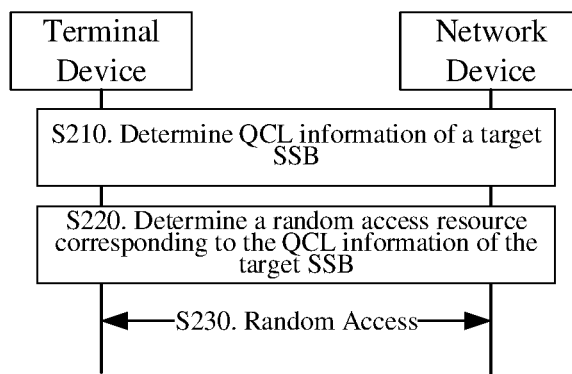 Terminal
Device
Network
Device
S210. Determine QCL information of a target
SSB
S220. Determine a random access resource
corresponding to the QCL information of the
target SSB
S230. Random Access